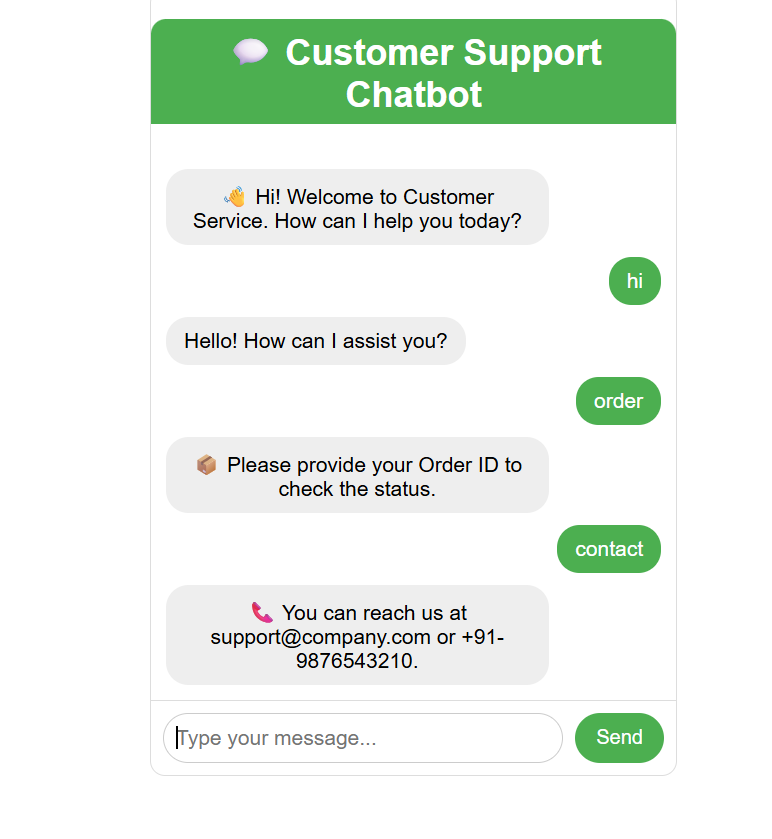 💬 Customer Support
Chatbot
👋 Hi! Welcome to Customer
Service. How can I help you today?
hi
Hello! How can I assist you?
order
📦 Please provide your Order ID to
check the status.
contact
📞 You can reach us at
support@company.com or +91-
9876543210.
Type your message...
Send